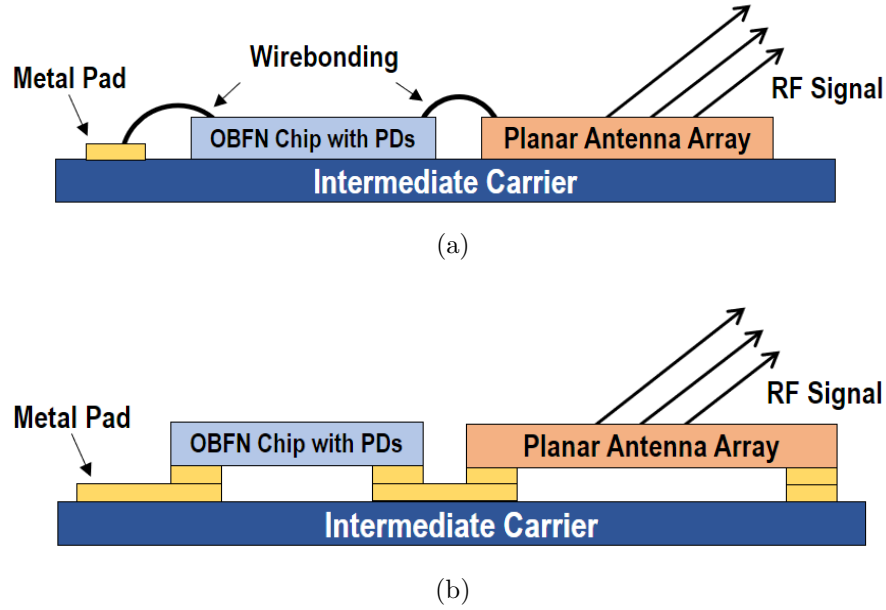 Metal Pad
Wirebonding
RF Signal
OBFN Chip with PDs
Planar Antenna Array
Intermediate Carrier
(a)
RF Signal
Metal Pad
OBFN Chip with PDs
Planar Antenna Array
Intermediate Carrier
(b)